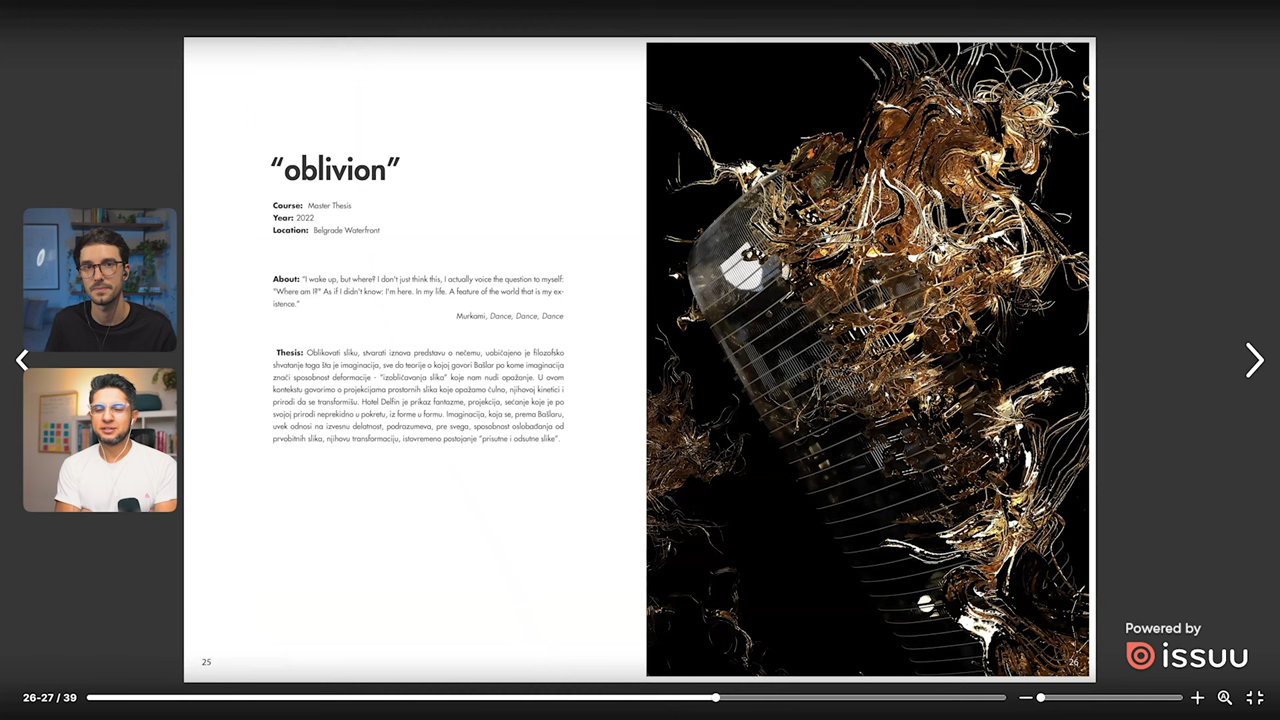 “oblivion”
Course: Master Thesis
Year: 2022
Location: Belgrade Waterfront
About: “I wake up, but where? I don't just think this, I actually voice the question to myself:
"Where am I?" As if I didn't know: I'm here. In my life. A feature of the world that is my ex-
istence.”
Murkami, Dance, Dance, Dance
Thesis: Oblikovati sliku, stvarati iznova predstavu o nečemu, uobičajeno je filozofsko
shvatanje toga šta je imaginacija, sve do teorije o kojoj govori Bašlar po kome imaginacija
znači sposobnost deformacije - “izobličavanja slika” koje nam nudi opažanje. U ovom
kontekstu govorimo o projekcijama prostornih slika koje opažamo čulno, njihovoj kinetici i
prirodi da se transformišu. Hotel Delfin je prikaz fantazme, projekcija, sećanje koje je po
svojoj prirodi neprekidno u pokretu, iz forme u formu. Imaginacija, koja se, prema Bašlaru,
uvek odnosi na izvesnu delatnost, podrazumeva, pre svega, sposobnost oslobađanja od
prvobitnih slika, njihovu transformaciju, istovremeno postojanje “prisutne i odsutne slike”.
25
26
Powered by
issuu
26-27 / 39